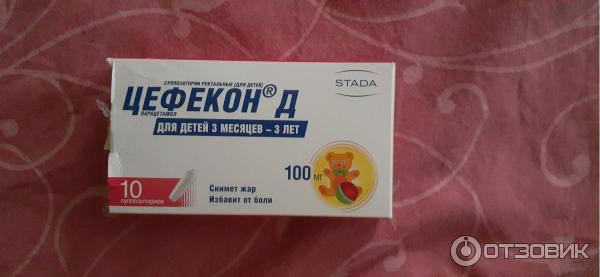 СУППОЗИТОРИИ РЕКТАЛЬНЫЕ (ДЛЯ ДЕТЕЙ)
STADA
ЦЕФЕКОН® Д
ПАРАЦЕТАМОЛ
ДЛЯ ДЕТЕЙ 3 МЕСЯЦЕВ – 3 ЛЕТ
100 мг
10
суппозиториев
Снимет жар
Избавит от боли
ОТЗОВИК